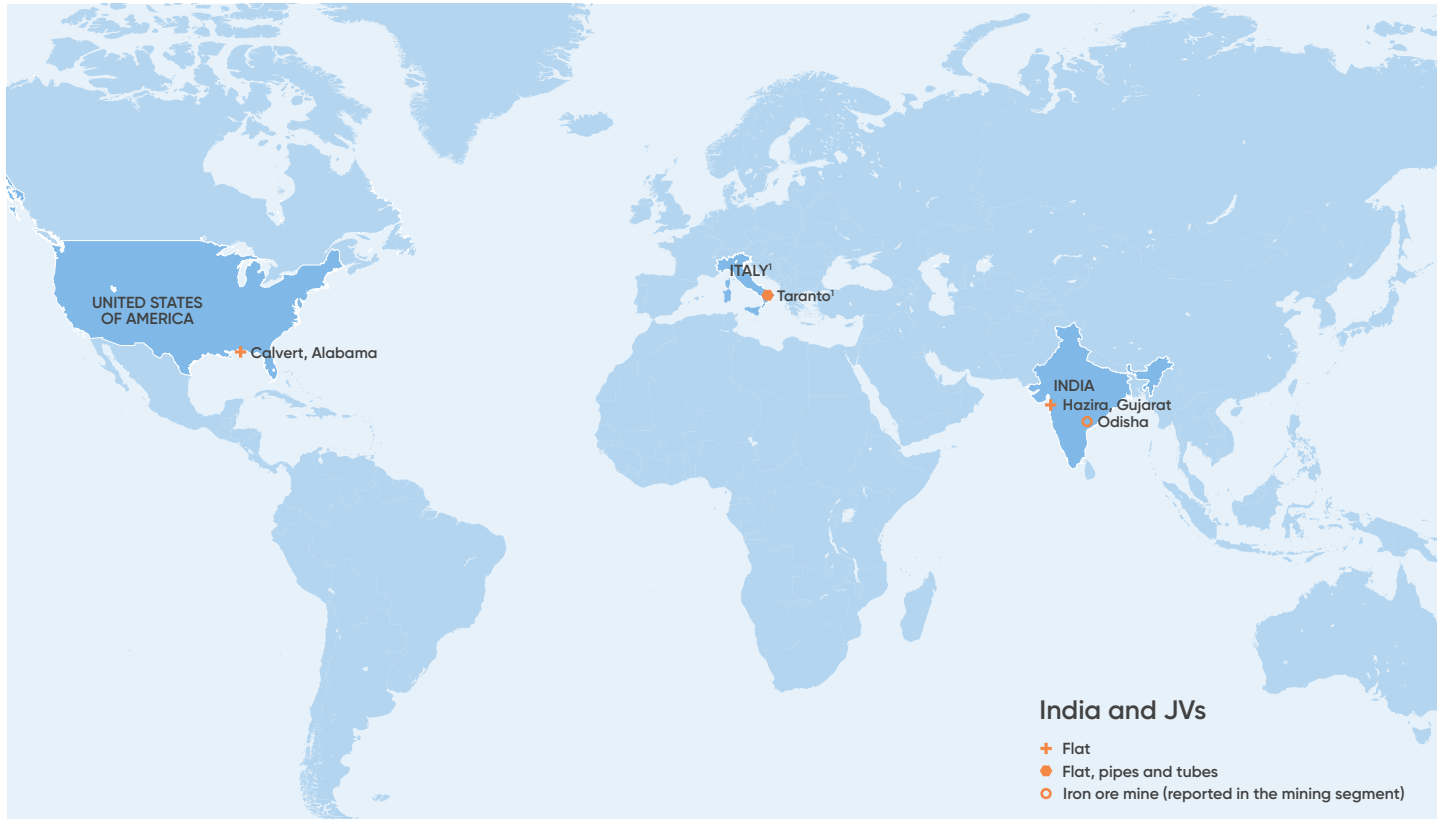 UNITED STATES
OF AMERICA
Calvert, Alabama
ITALY¹
Taranto¹
INDIA
Hazira, Gujarat
Odisha
India and JVs
Flat
Flat, pipes and tubes
Iron ore mine (reported in the mining segment)